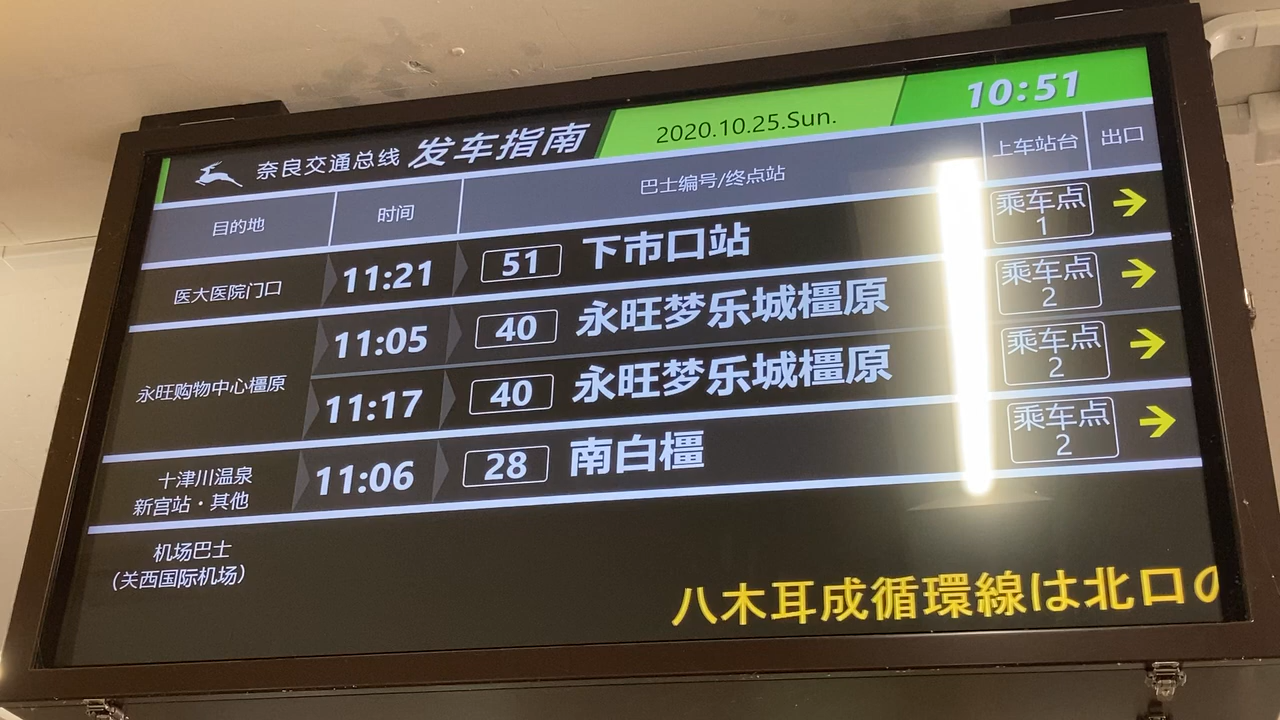 奈良交通总线 发车指南 2020.10.25.Sun. 10:51
目的地 时间 巴士编号/终点站 上车站台 出口
医大医院门口 11:21 51 下市口站 乘车点 1 →
永旺购物中心橿原 11:05 40 永旺梦乐城橿原 乘车点 2 →
11:17 40 永旺梦乐城橿原 乘车点 2 →
十津川温泉
新宫站・其他 11:06 28 南白橿 乘车点 2 →
机场巴士
（关西国际机场）
八木耳成循環線は北口の